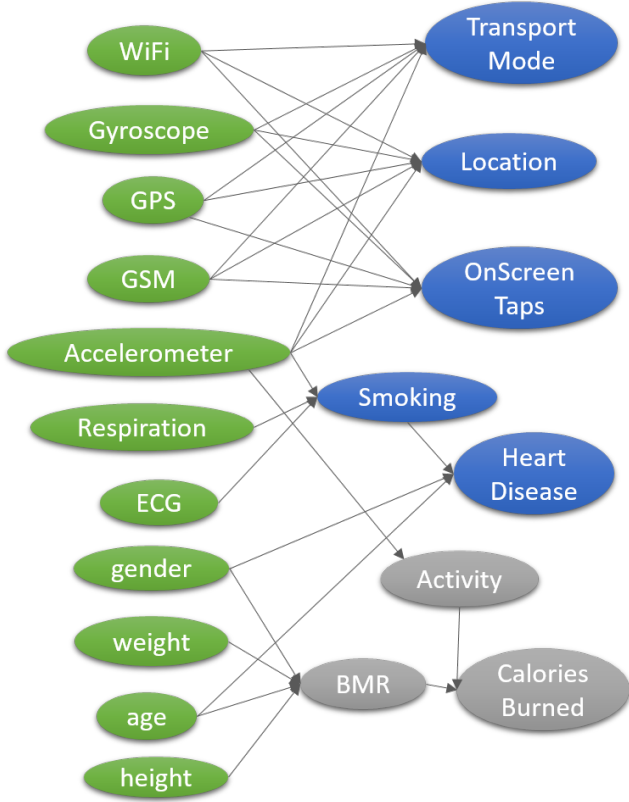 WiFi
Gyroscope
GPS
GSM
Accelerometer
Respiration
ECG
gender
weight
age
height
Transport
Mode
Location
OnScreen
Taps
Smoking
Heart
Disease
Activity
BMR
Calories
Burned